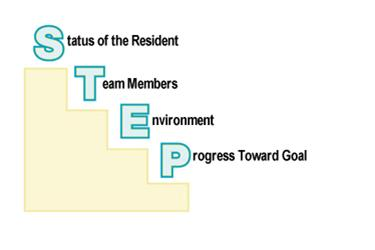 Status of the Resident
Team Members
Environment
Progress Toward Goal